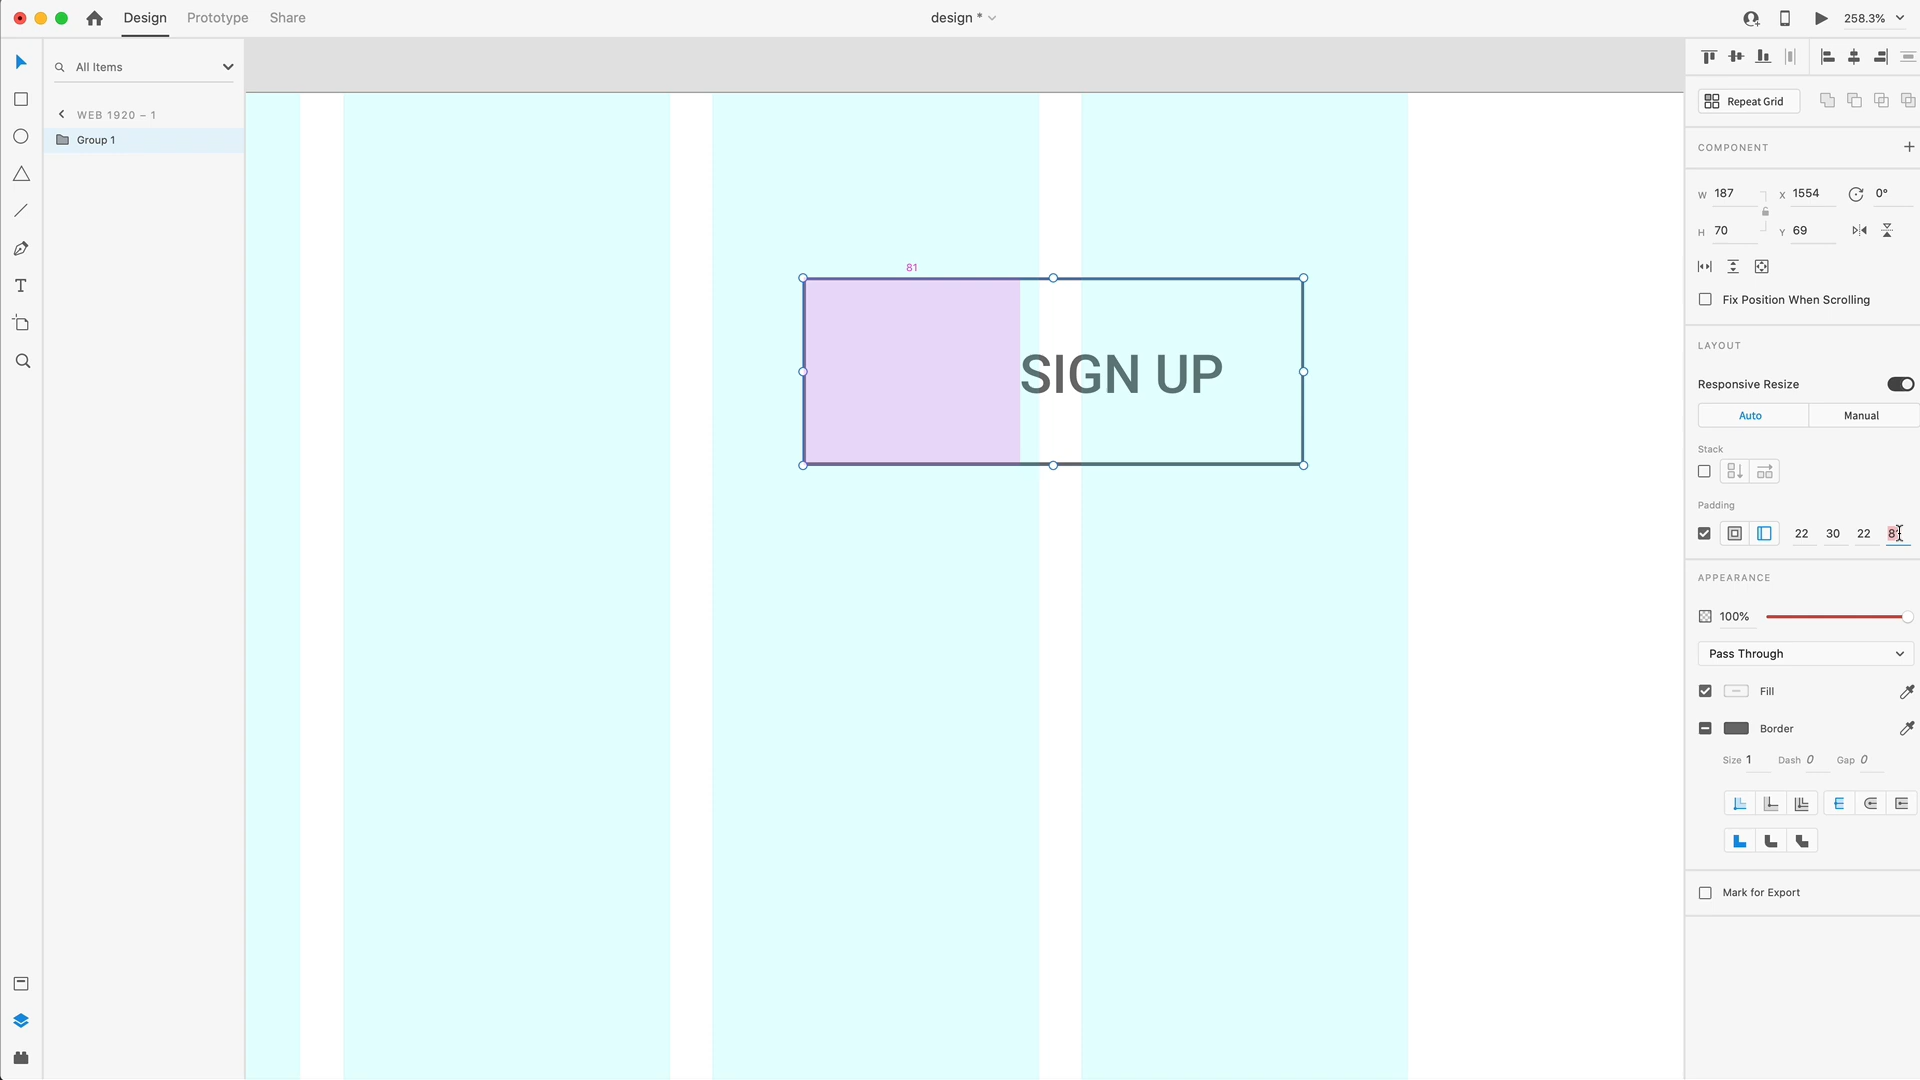 Design Prototype Share design * 258.3%
All Items
WEB 1920 – 1
Group 1
Repeat Grid
COMPONENT
W 187 X 1554 0°
H 70 Y 69
Fix Position When Scrolling
LAYOUT
Responsive Resize
Auto Manual
Stack
Padding
22 30 22
81
SIGN UP
APPEARANCE
100%
Pass Through
Fill
Border
Size 1 Dash 0 Gap 0
Mark for Export
T